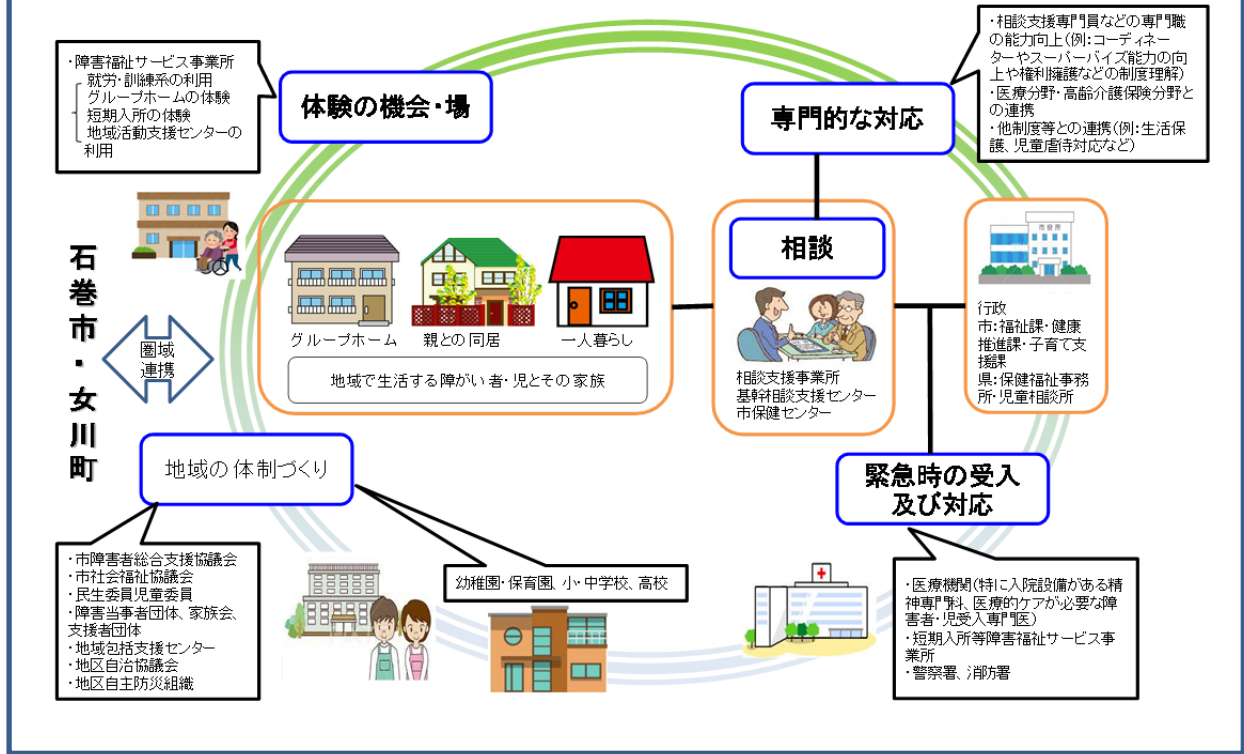 ・障害福祉サービス事業所
就労・訓練系の利用
グループホームの体験
短期入所の体験
地域活動支援センターの
利用
体験の機会・場
専門的な対応
・相談支援専門員などの専門職
の能力向上(例:コーディネー
ターやスーパーバイズ能力の向
上や権利擁護などの制度理解)
・医療分野・高齢介護保険分野と
の連携
・他制度等との連携(例:生活保
護、児童虐待対応など)
石巻市・女川町
圏域
連携
グループホーム
親との同居
一人暮らし
地域で生活する障がい者・児とその家族
相談
相談支援事業所
基幹相談支援センター
市保健センター
市役所
行政
市:福祉課・健康
推進課・子育て支
援課
県:保健福祉事務
所・児童相談所
地域の体制づくり
緊急時の受入
及び対応
・市障害者総合支援協議会
・市社会福祉協議会
・民生委員児童委員
・障害当事者団体、家族会、
支援者団体
・地域包括支援センター
・地区自治協議会
・地区自主防災組織
幼稚園・保育園、小・中学校、高校
・医療機関(特に入院設備がある精
神専門科、医療的ケアが必要な障
害者・児受入専門医)
・短期入所等障害福祉サービス事
業所
・警察署、消防署